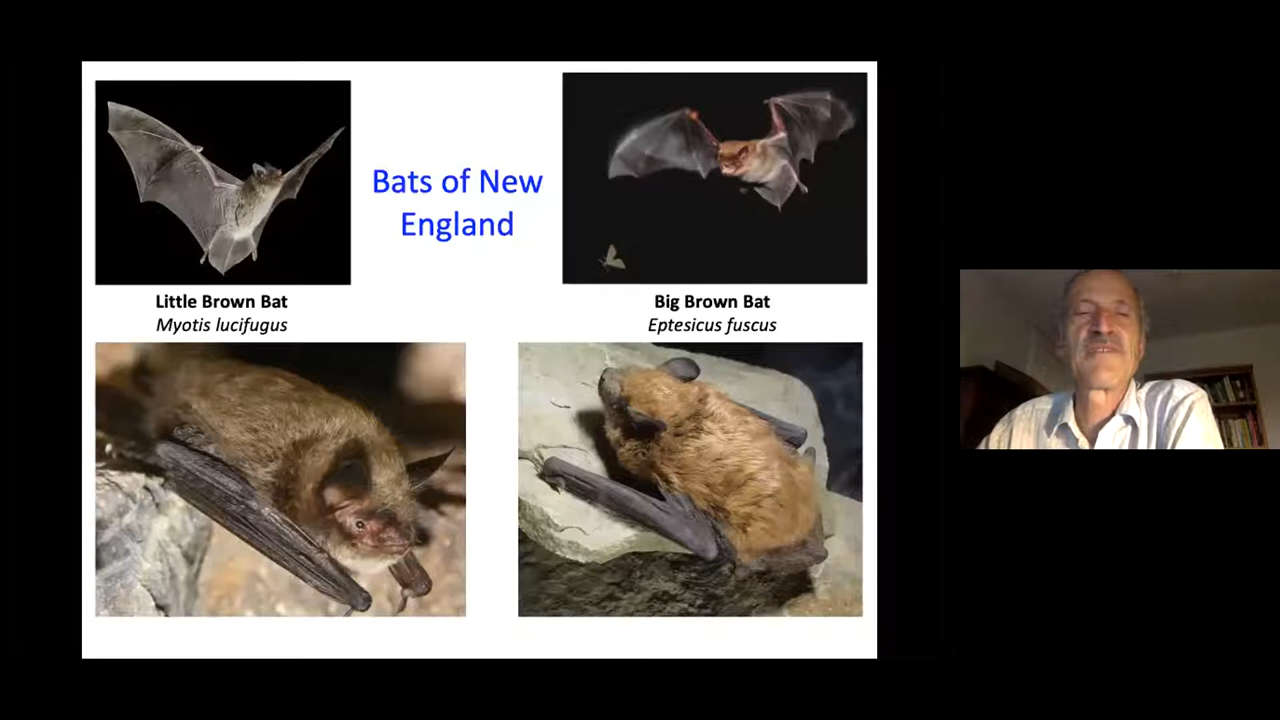 Bats of New
England
Little Brown Bat
Myotis lucifugus
Big Brown Bat
Eptesicus fuscus